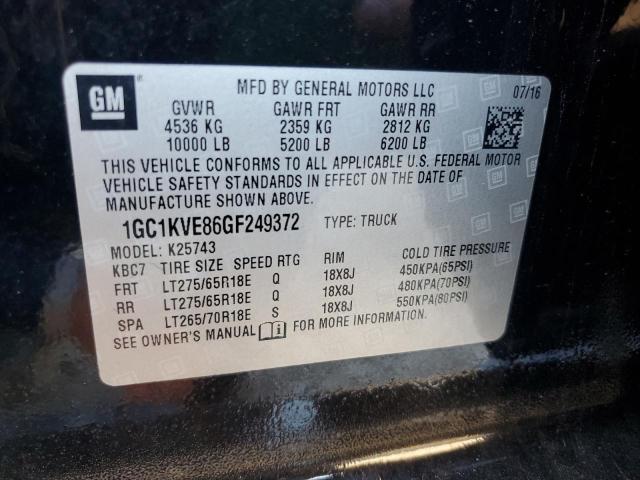 GM
MFD BY GENERAL MOTORS LLC 07/16
GVWR GAWR FRT GAWR RR
4536 KG 2359 KG 2812 KG
10000 LB 5200 LB 6200 LB
THIS VEHICLE CONFORMS TO ALL APPLICABLE U.S. FEDERAL MOTOR
VEHICLE SAFETY STANDARDS IN EFFECT ON THE DATE OF
MANUFACTURE SHOWN ABOVE.
1GC1KVE86GF249372 TYPE: TRUCK
MODEL: K25743
KBC7 TIRE SIZE SPEED RTG RIM COLD TIRE PRESSURE
FRT LT275/65R18E Q 18X8J 450KPA(65PSI)
RR LT275/65R18E Q 18X8J 480KPA(70PSI)
SPA LT265/70R18E S 18X8J 550KPA(80PSI)
SEE OWNER'S MANUAL FOR MORE INFORMATION.